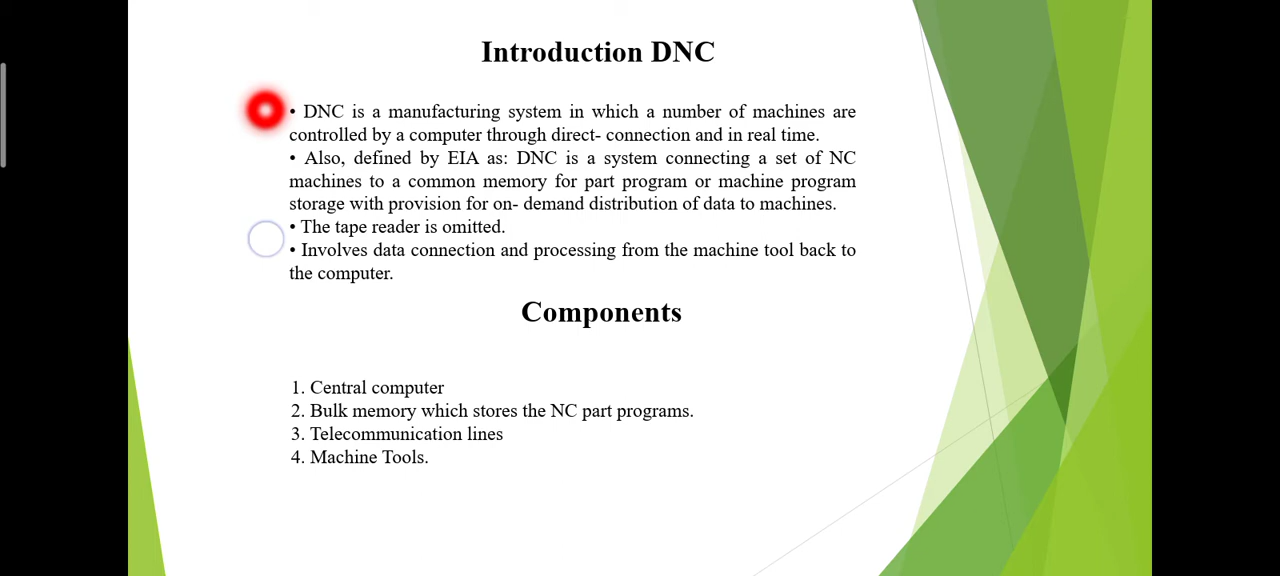 Introduction DNC
• DNC is a manufacturing system in which a number of machines are
controlled by a computer through direct- connection and in real time.
• Also, defined by EIA as: DNC is a system connecting a set of NC
machines to a common memory for part program or machine program
storage with provision for on- demand distribution of data to machines.
• The tape reader is omitted.
• Involves data connection and processing from the machine tool back to
the computer.
Components
1. Central computer
2. Bulk memory which stores the NC part programs.
3. Telecommunication lines
4. Machine Tools.